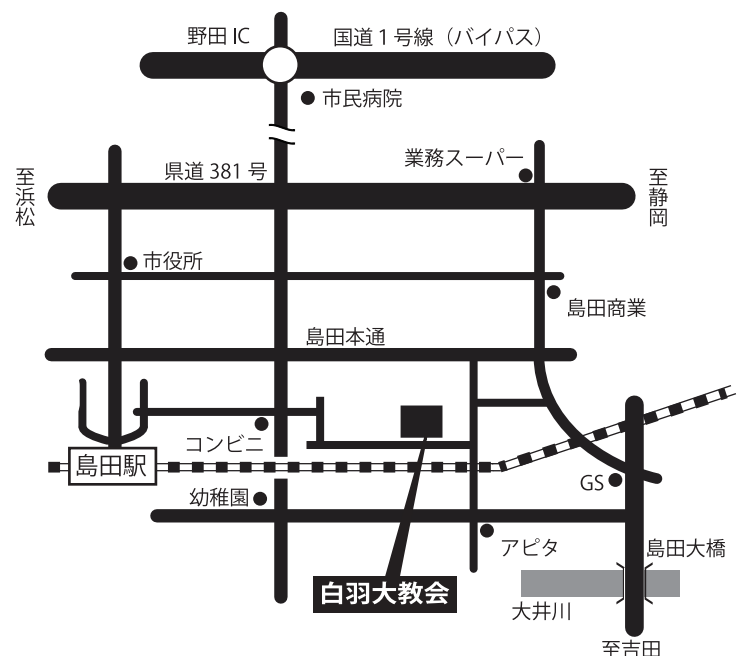 野田 IC
国道 1 号線（バイパス）
市民病院
業務スーパー
県道 381 号
至浜松
至静岡
市役所
島田商業
島田本通
コンビニ
島田駅
GS
幼稚園
アピタ
島田大橋
白羽大教会
大井川
至吉田